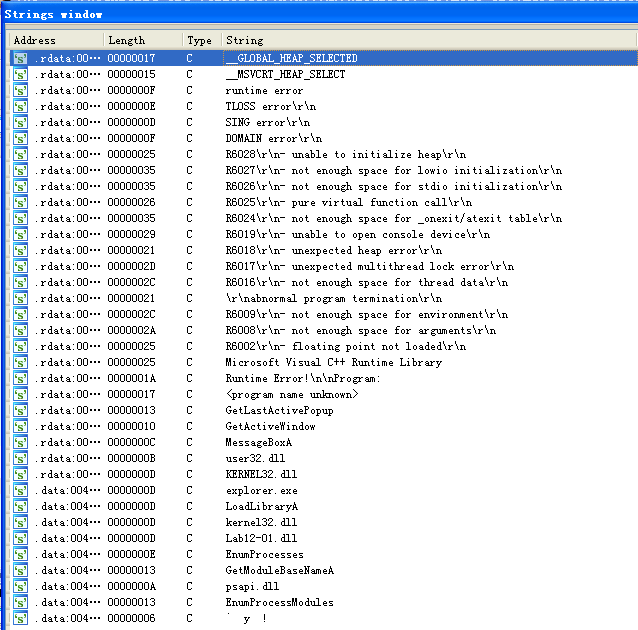 Strings window
Address Length Type String
's' .rdata:00··· 00000017 C __GLOBAL_HEAP_SELECTED
's' .rdata:00··· 00000015 C __MSVCRT_HEAP_SELECT
's' .rdata:00··· 0000000F C runtime error
's' .rdata:00··· 0000000E C TLOSS error\r\n
's' .rdata:00··· 0000000D C SING error\r\n
's' .rdata:00··· 0000000F C DOMAIN error\r\n
's' .rdata:00··· 00000025 C R6028\r\n- unable to initialize heap\r\n
's' .rdata:00··· 00000035 C R6027\r\n- not enough space for lowio initialization\r\n
's' .rdata:00··· 00000035 C R6026\r\n- not enough space for stdio initialization\r\n
's' .rdata:00··· 00000026 C R6025\r\n- pure virtual function call\r\n
's' .rdata:00··· 00000035 C R6024\r\n- not enough space for _onexit/atexit table\r\n
's' .rdata:00··· 00000029 C R6019\r\n- unable to open console device\r\n
's' .rdata:00··· 00000021 C R6018\r\n- unexpected heap error\r\n
's' .rdata:00··· 0000002D C R6017\r\n- unexpected multithread lock error\r\n
's' .rdata:00··· 0000002C C R6016\r\n- not enough space for thread data\r\n
's' .rdata:00··· 00000021 C \r\nabnormal program termination\r\n
's' .rdata:00··· 0000002C C R6009\r\n- not enough space for environment\r\n
's' .rdata:00··· 0000002A C R6008\r\n- not enough space for arguments\r\n
's' .rdata:00··· 00000025 C R6002\r\n- floating point not loaded\r\n
's' .rdata:00··· 00000025 C Microsoft Visual C++ Runtime Library
's' .rdata:00··· 0000001A C Runtime Error!\n\nProgram:
's' .rdata:00··· 00000017 C <program name unknown>
's' .rdata:00··· 00000013 C GetLastActivePopup
's' .rdata:00··· 00000010 C GetActiveWindow
's' .rdata:00··· 0000000C C MessageBoxA
's' .rdata:00··· 0000000B C user32.dll
's' .rdata:00··· 0000000D C KERNEL32.dll
's' .data:004··· 0000000D C explorer.exe
's' .data:004··· 0000000D C LoadLibraryA
's' .data:004··· 0000000D C kernel32.dll
's' .data:004··· 0000000D C Lab12-01.dll
's' .data:004··· 0000000E C EnumProcesses
's' .data:004··· 00000013 C GetModuleBaseNameA
's' .data:004··· 0000000A C psapi.dll
's' .data:004··· 00000013 C EnumProcessModules
's' .data:004··· 00000006 C ` y !